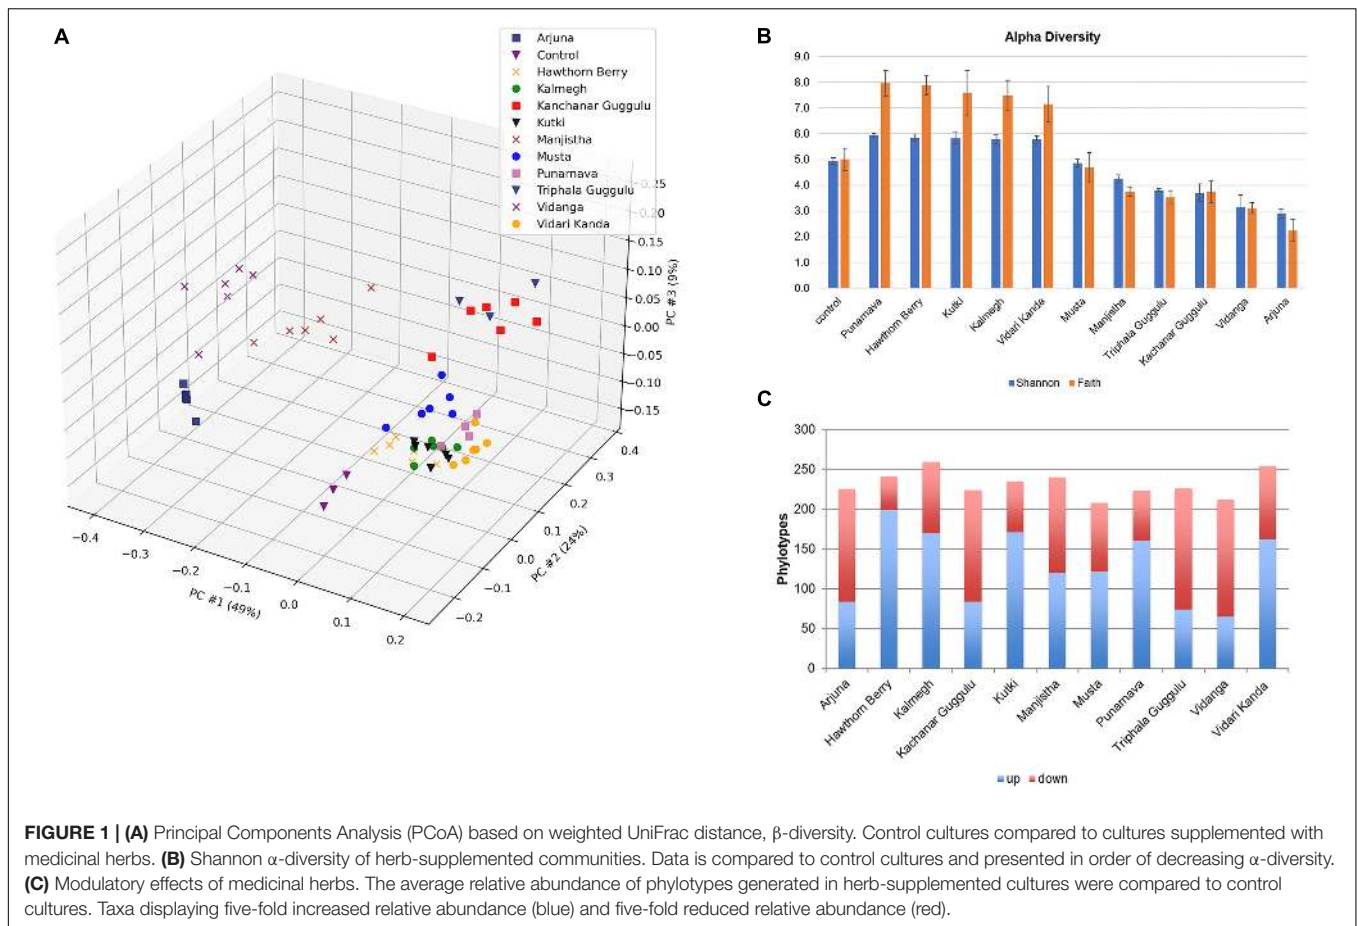 A
Arjuna
Control
Hawthorn Berry
Kalmegh
Kanchanar Guggulu
Kutki
Manjistha
Musta
Punarnava
Triphala Guggulu
Vidanga
Vidari Kanda
0.25
0.20
0.15
0.10
0.05
0.00
−0.05
−0.10
−0.15
PC #3 (9%)
0.4
0.3
0.2
0.1
0.0
−0.1
−0.2
PC #2 (24%)
−0.4
−0.3
−0.2
−0.1
0.0
0.1
0.2
PC #1 (49%)
B
Alpha Diversity
9.0
8.0
7.0
6.0
5.0
4.0
3.0
2.0
1.0
0.0
control
Punarnava
Hawthorn Berry
Kutki
Kalmegh
Vidari Kanda
Musta
Manjistha
Triphala Guggulu
Kachanar Guggulu
Vidanga
Arjuna
Shannon Faith
C
Phylotypes
300
250
200
150
100
50
0
Arjuna
Hawthorn Berry
Kalmegh
Kachanar Guggulu
Kutki
Manjistha
Musta
Punarnava
Triphala Guggulu
Vidanga
Vidari Kanda
up down
FIGURE 1 | (A) Principal Components Analysis (PCoA) based on weighted UniFrac distance, β-diversity. Control cultures compared to cultures supplemented with
medicinal herbs. (B) Shannon α-diversity of herb-supplemented communities. Data is compared to control cultures and presented in order of decreasing α-diversity.
(C) Modulatory effects of medicinal herbs. The average relative abundance of phylotypes generated in herb-supplemented cultures were compared to control
cultures. Taxa displaying five-fold increased relative abundance (blue) and five-fold reduced relative abundance (red).